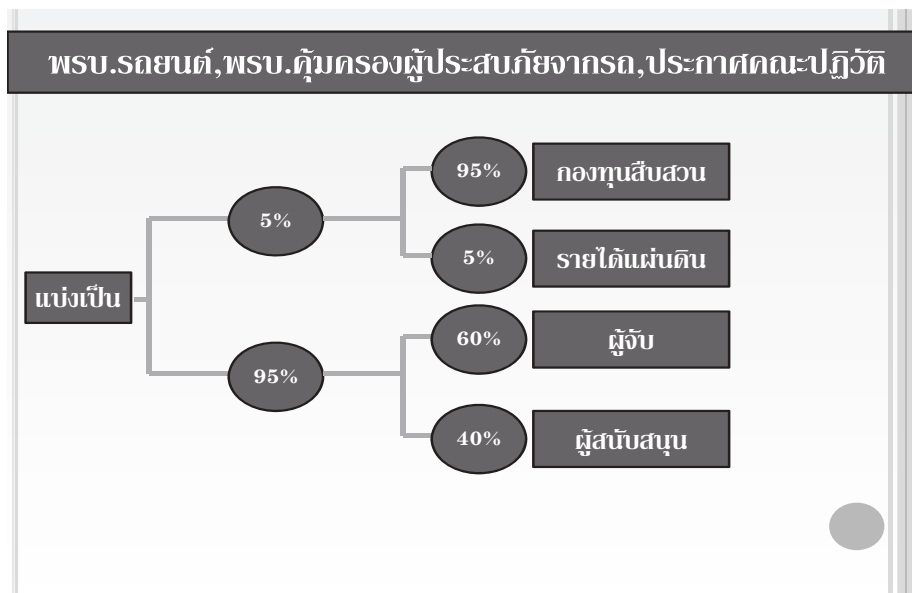 พรบ.รถยนต์,พรบ.คุ้มครองผู้ประสบภัยจากรถ,ประกาศคณะปฏิวัติ
แบ่งเป็น
5%
95%
กองทุนสืบสวน
5%
รายได้แผ่นดิน
95%
60%
ผู้จับ
40%
ผู้สนับสนุน